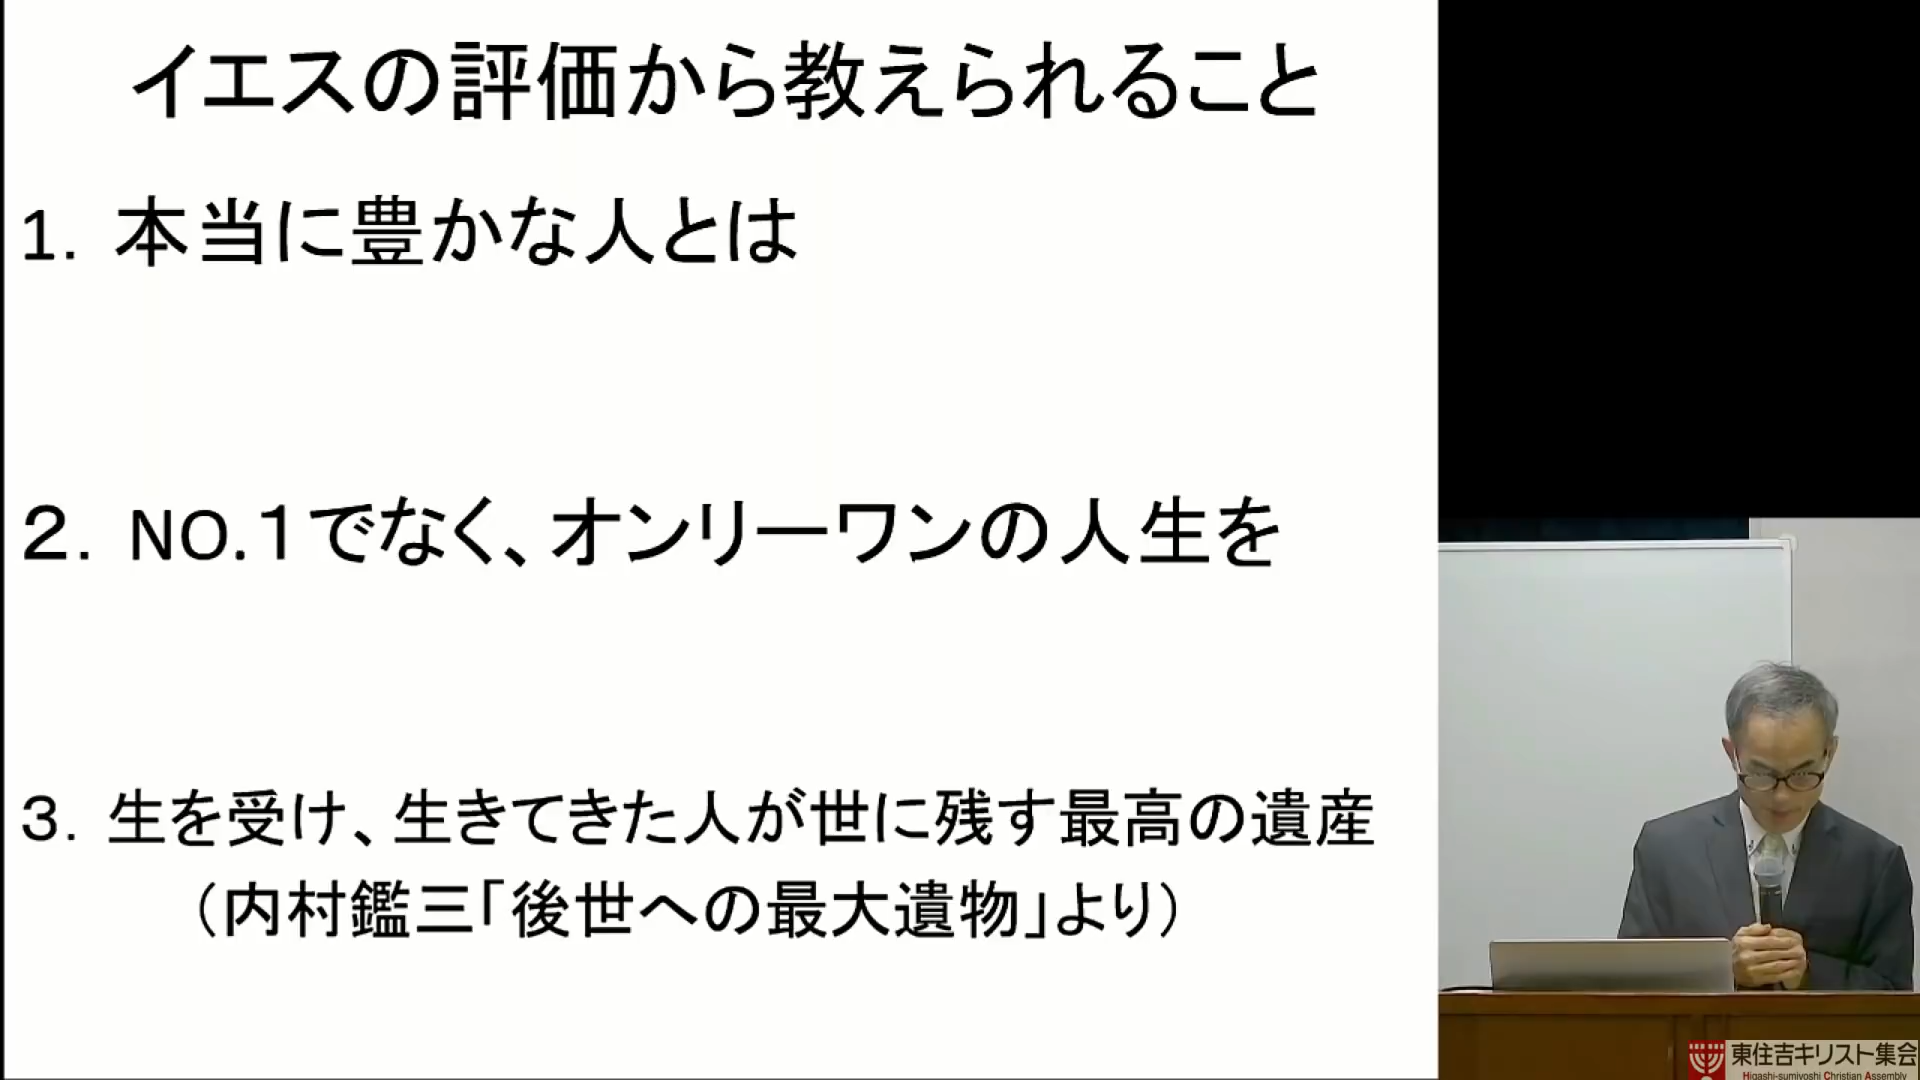 イエスの評価から教えられること
1. 本当に豊かな人とは
２. NO.１でなく、オンリーワンの人生を
３. 生を受け、生きてきた人が世に残す最高の遺産
（内村鑑三「後世への最大遺物」より）
東住吉キリスト集会
Higashi-sumiyoshi Christian Assembly